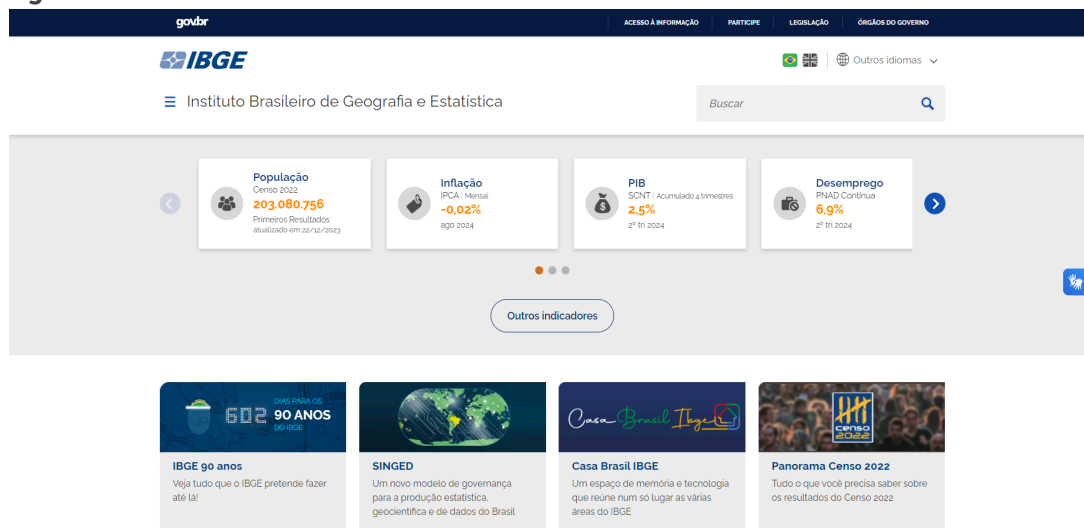 gov.br
ACESSO À INFORMAÇÃO PARTICIPE LEGISLAÇÃO ÓRGÃOS DO GOVERNO
IBGE
Outros idiomas
Instituto Brasileiro de Geografia e Estatística
Buscar
População
Censo 2022
203.080.756
Primeiros Resultados
atualizado em 22/12/2023
Inflação
IPCA | Mensal
-0,02%
ago 2024
PIB
SCNT | Acumulado 4 trimestres
2,5%
2º tri 2024
Desemprego
PNAD Contínua
6,9%
2º tri 2024
Outros indicadores
602
DIAS PARA OS
90 ANOS
DO IBGE
IBGE 90 anos
Veja tudo que o IBGE pretende fazer
até lá!
SINGED
Um novo modelo de governança
para a produção estatística,
geocientífica e de dados do Brasil
Casa Brasil Ibge
Casa Brasil IBGE
Um espaço de memória e tecnologia
que reúne num só lugar as várias
áreas do IBGE
censo
2022
Panorama Censo 2022
Tudo o que você precisa saber sobre
os resultados do Censo 2022